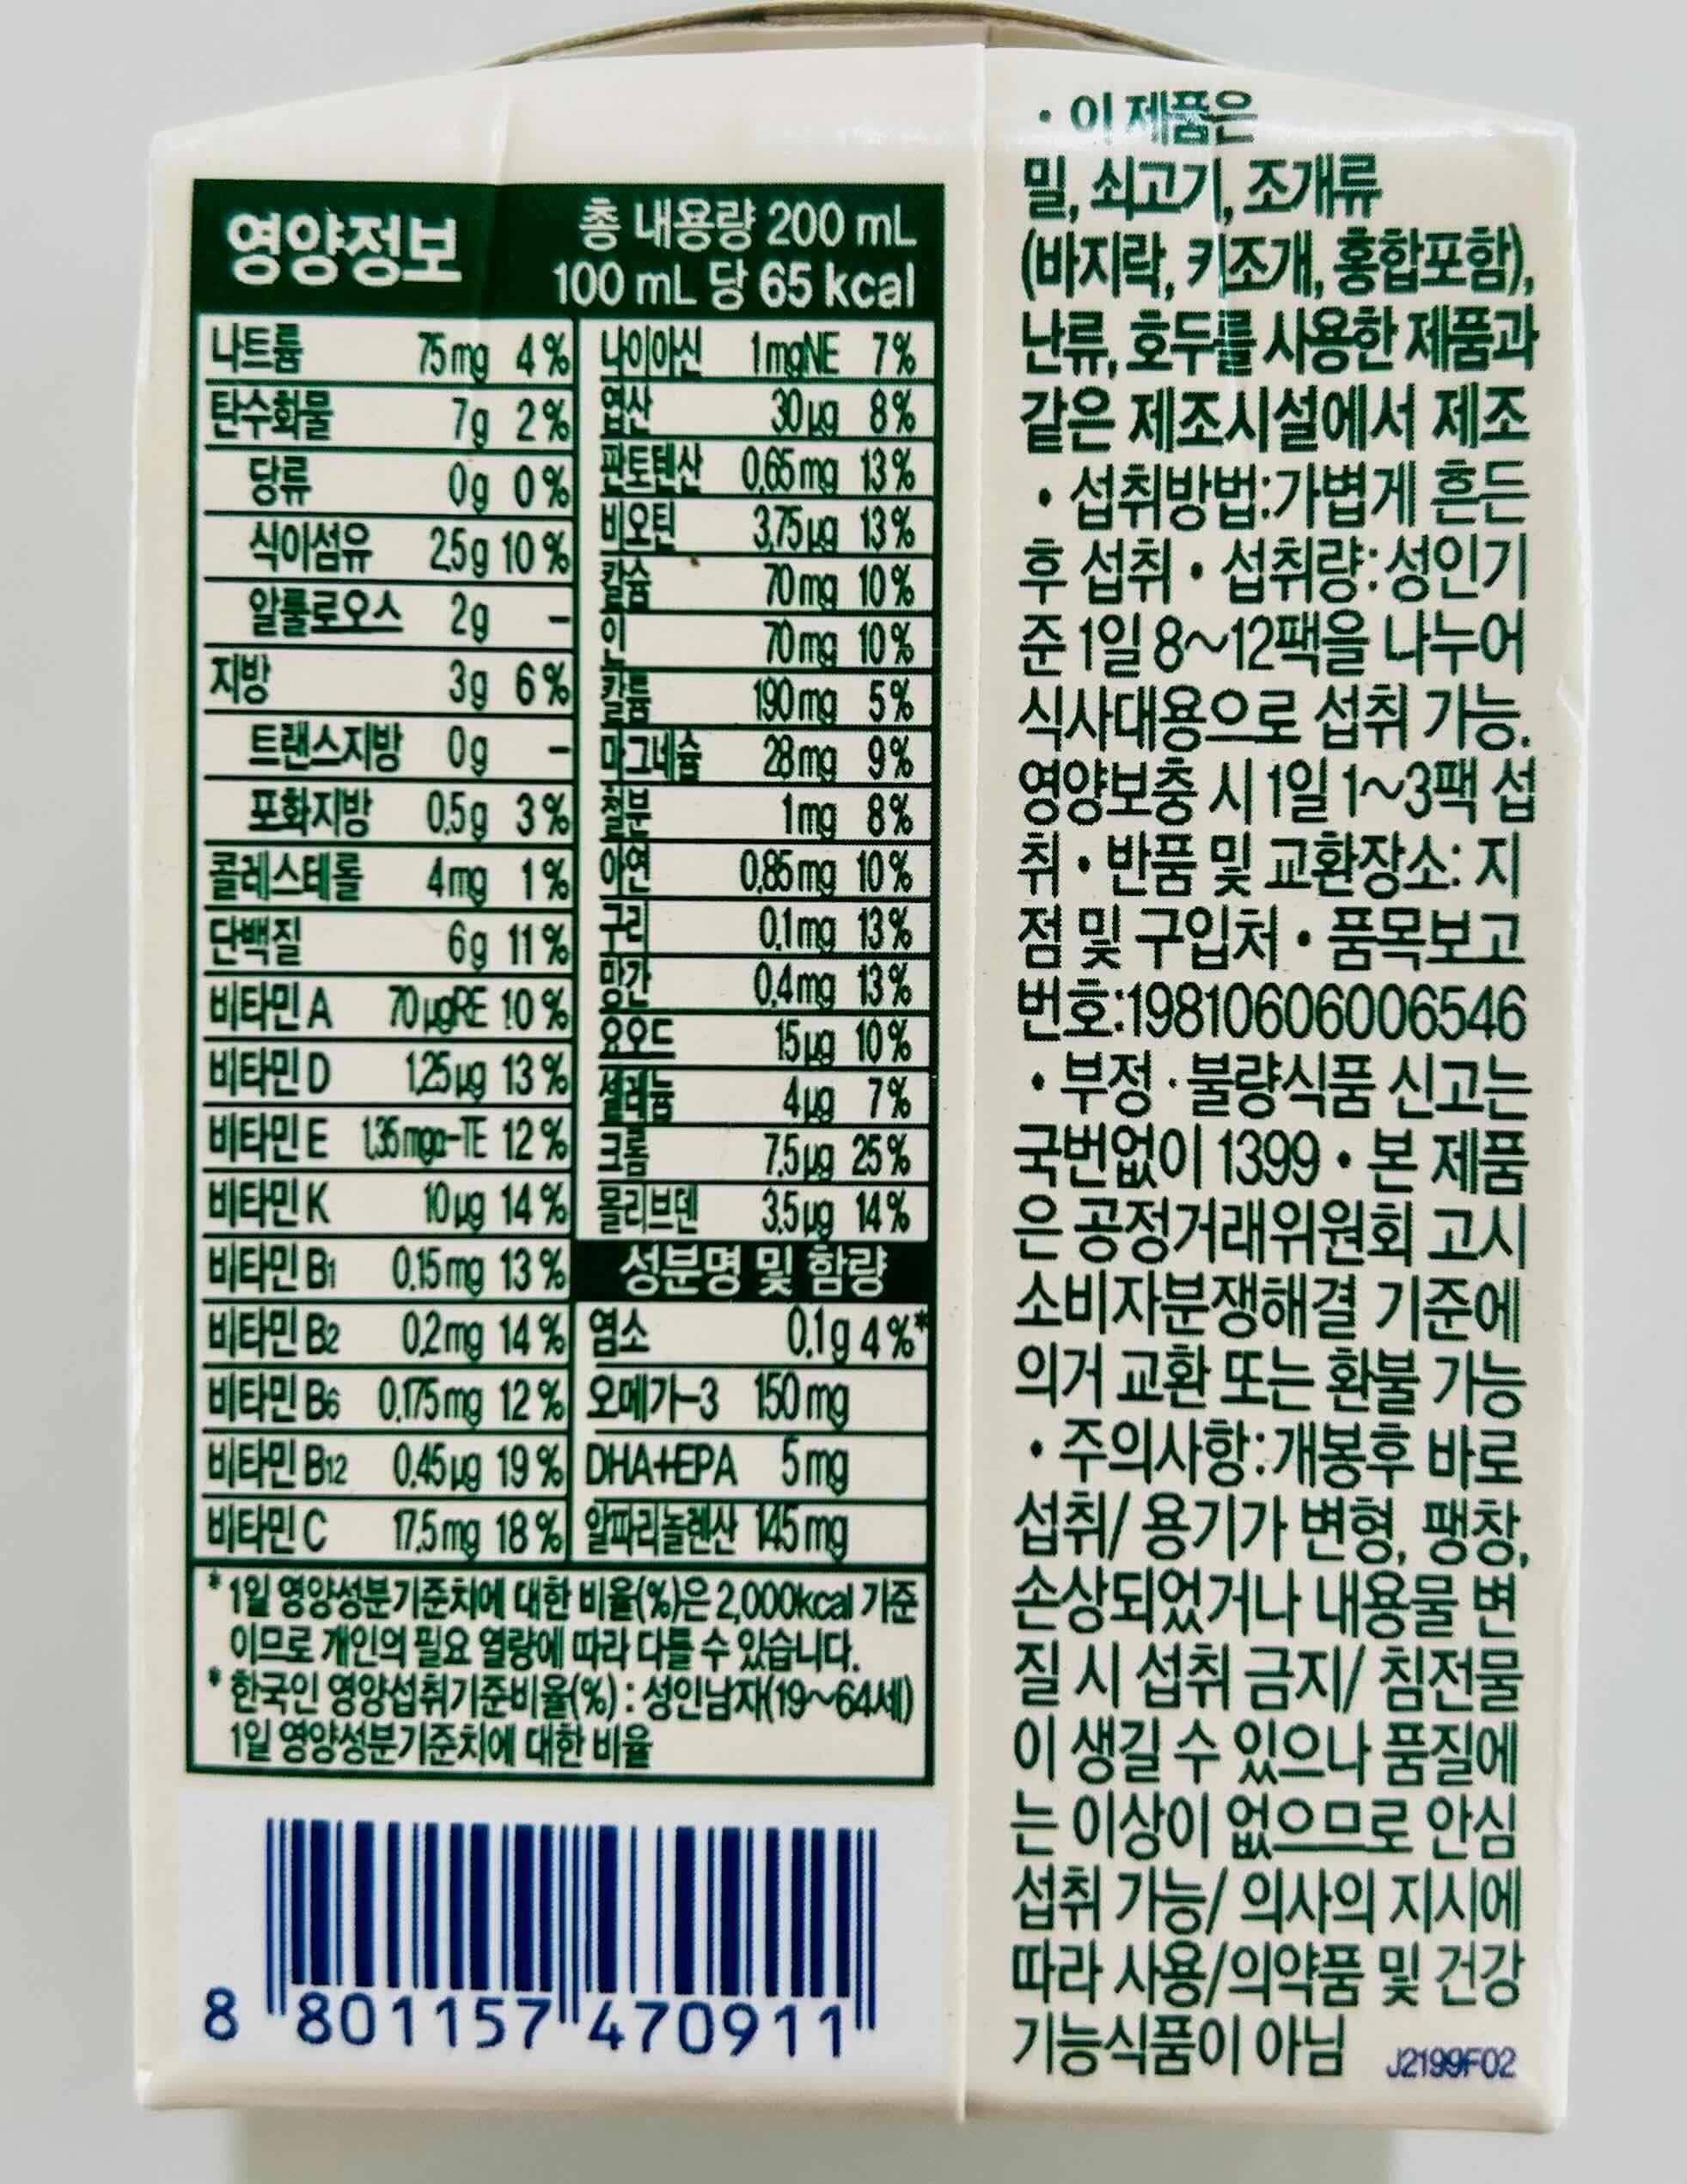 영양정보
총 내용량 200 mL
100 mL 당 65 kcal
나트륨 75mg 4%
탄수화물 7g 2%
당류 0g 0%
식이섬유 2.5g 10%
알룰로오스 2g -
지방 3g 6%
트랜스지방 0g -
포화지방 0.5g 3%
콜레스테롤 4mg 1%
단백질 6g 11%
비타민 A 70μgRE 10%
비타민 D 1.25μg 13%
비타민 E 1.35mgα-TE 12%
비타민 K 10μg 14%
비타민 B1 0.15mg 13%
비타민 B2 0.2mg 14%
비타민 B6 0.175mg 12%
비타민 B12 0.45μg 19%
비타민 C 17.5mg 18%
나이아신 1mgNE 7%
엽산 30μg 8%
판토텐산 0.65mg 13%
비오틴 3.75μg 13%
칼슘 70mg 10%
인 70mg 10%
칼륨 190mg 5%
마그네슘 28mg 9%
철분 1mg 8%
아연 0.85mg 10%
구리 0.1mg 13%
망간 0.4mg 13%
요오드 15μg 10%
셀레늄 4μg 7%
크롬 7.5μg 25%
몰리브덴 3.5μg 14%
성분명 및 함량
염소 0.1g 4%*
오메가-3 150mg
DHA+EPA 5mg
알파리놀렌산 145mg
* 1일 영양성분기준치에 대한 비율(%)은 2,000kcal 기준
이므로 개인의 필요 열량에 따라 다를 수 있습니다.
* 한국인 영양섭취기준비율(%) : 성인남자(19~64세)
1일 영양성분기준치에 대한 비율
8 801157 470911
• 이 제품은
밀, 쇠고기, 조개류
(바지락, 키조개, 홍합포함),
난류, 호두를 사용한 제품과
같은 제조시설에서 제조
• 섭취방법:가볍게 흔든
후 섭취 • 섭취량:성인기
준 1일 8~12팩을 나누어
식사대용으로 섭취 가능.
영양보충 시 1일 1~3팩 섭
취 • 반품 및 교환장소: 지
점 및 구입처 • 품목보고
번호:19810606006546
• 부정·불량식품 신고는
국번없이 1399 • 본 제품
은 공정거래위원회 고시
소비자분쟁해결 기준에
의거 교환 또는 환불 가능
• 주의사항:개봉후 바로
섭취/ 용기가 변형, 팽창,
손상되었거나 내용물 변
질 시 섭취 금지/ 침전물
이 생길 수 있으나 품질에
는 이상이 없으므로 안심
섭취 가능/ 의사의 지시에
따라 사용/의약품 및 건강
기능식품이 아님 J2199F02